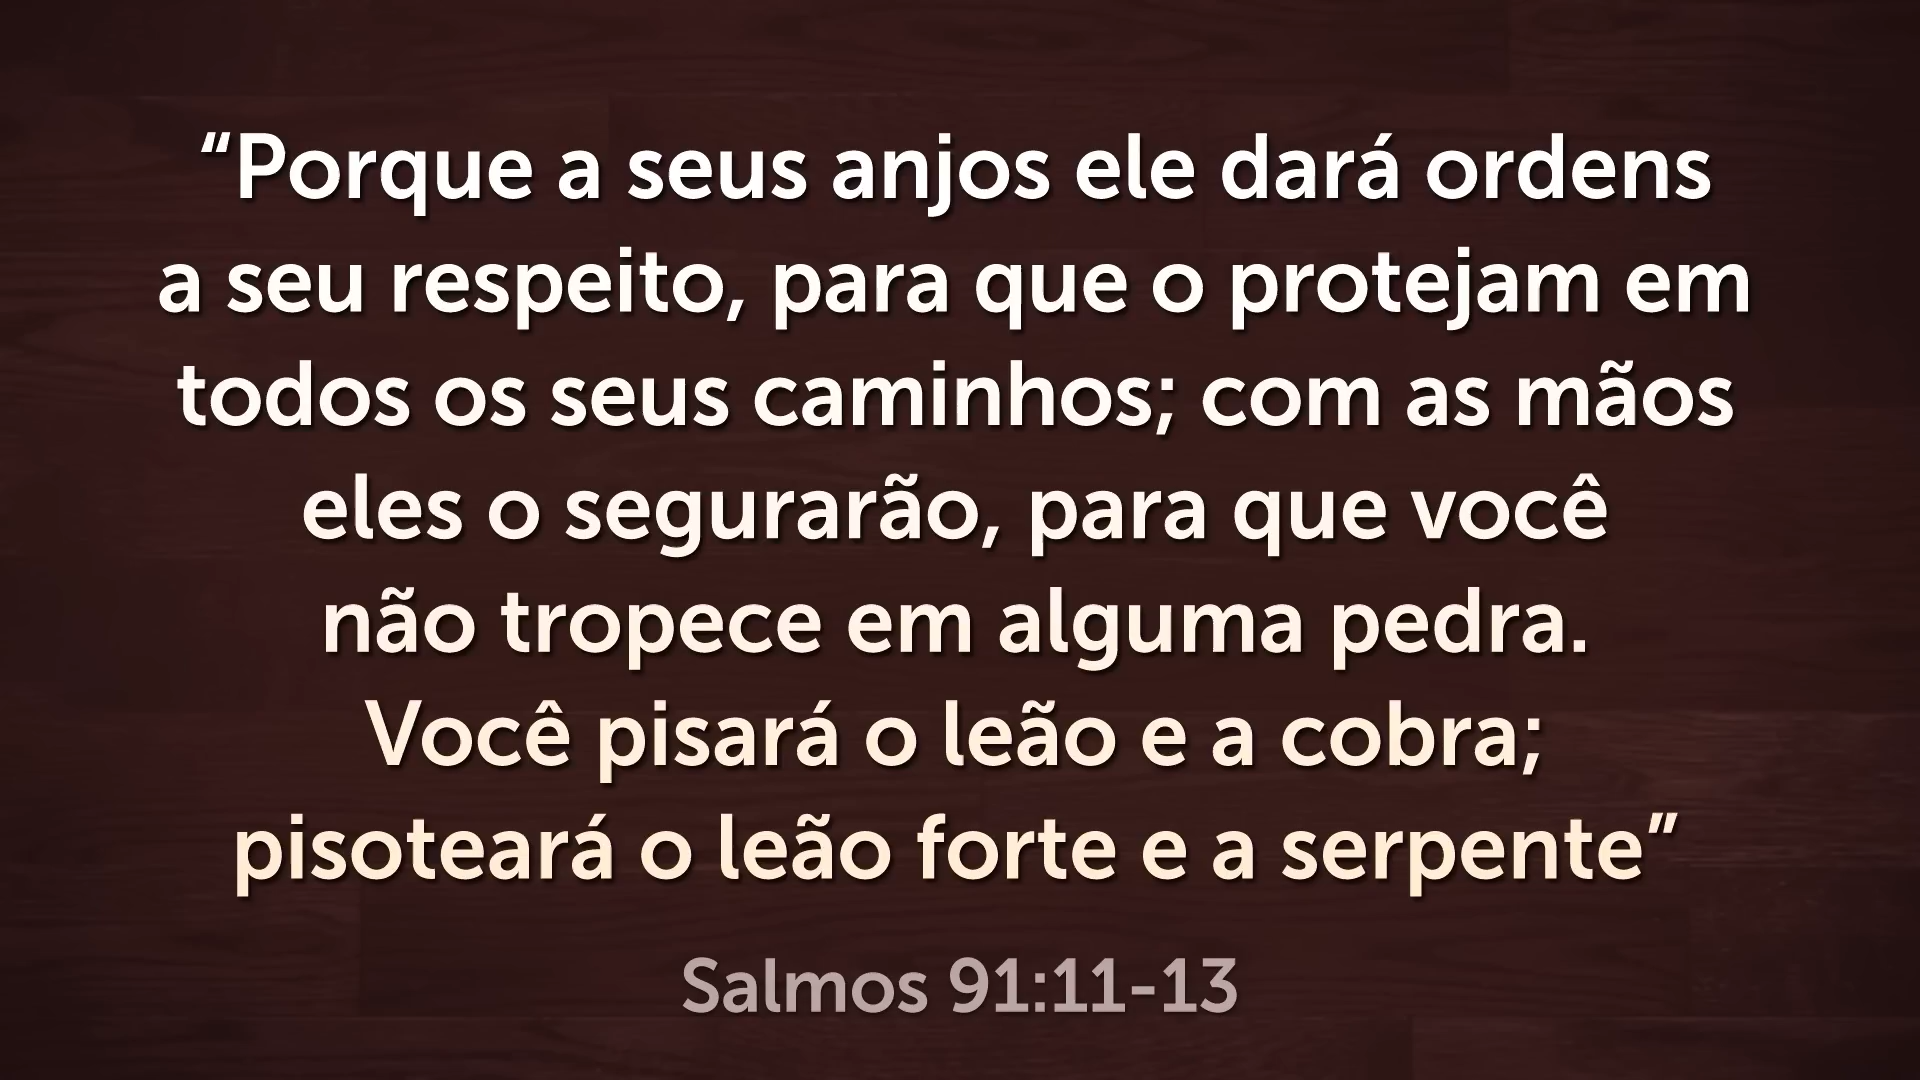 “Porque a seus anjos ele dará ordens
a seu respeito, para que o protejam em
todos os seus caminhos; com as mãos
eles o segurarão, para que você
não tropece em alguma pedra.
Você pisará o leão e a cobra;
pisoteará o leão forte e a serpente”
Salmos 91:11-13